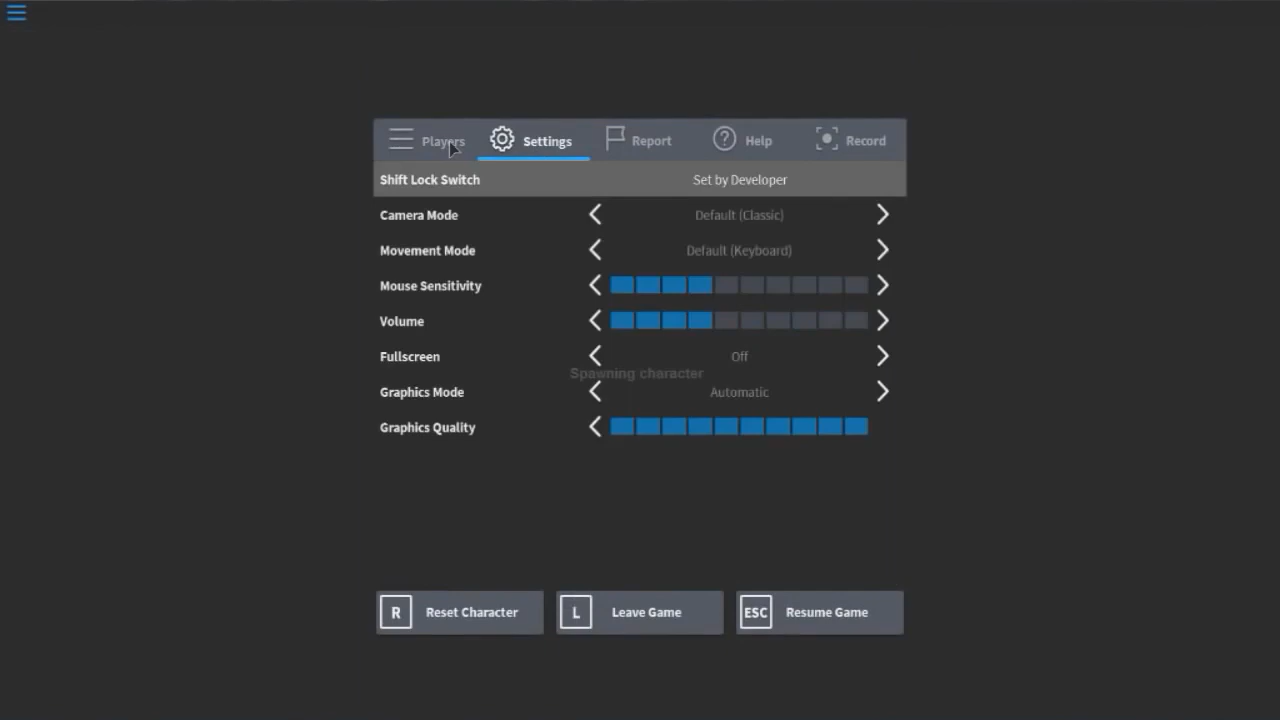 Players Settings Report Help Record
Shift Lock Switch Set by Developer
Camera Mode Default (Classic)
Movement Mode Default (Keyboard)
Mouse Sensitivity
Volume
Fullscreen Off
Spawning character
Graphics Mode Automatic
Graphics Quality
R Reset Character L Leave Game ESC Resume Game